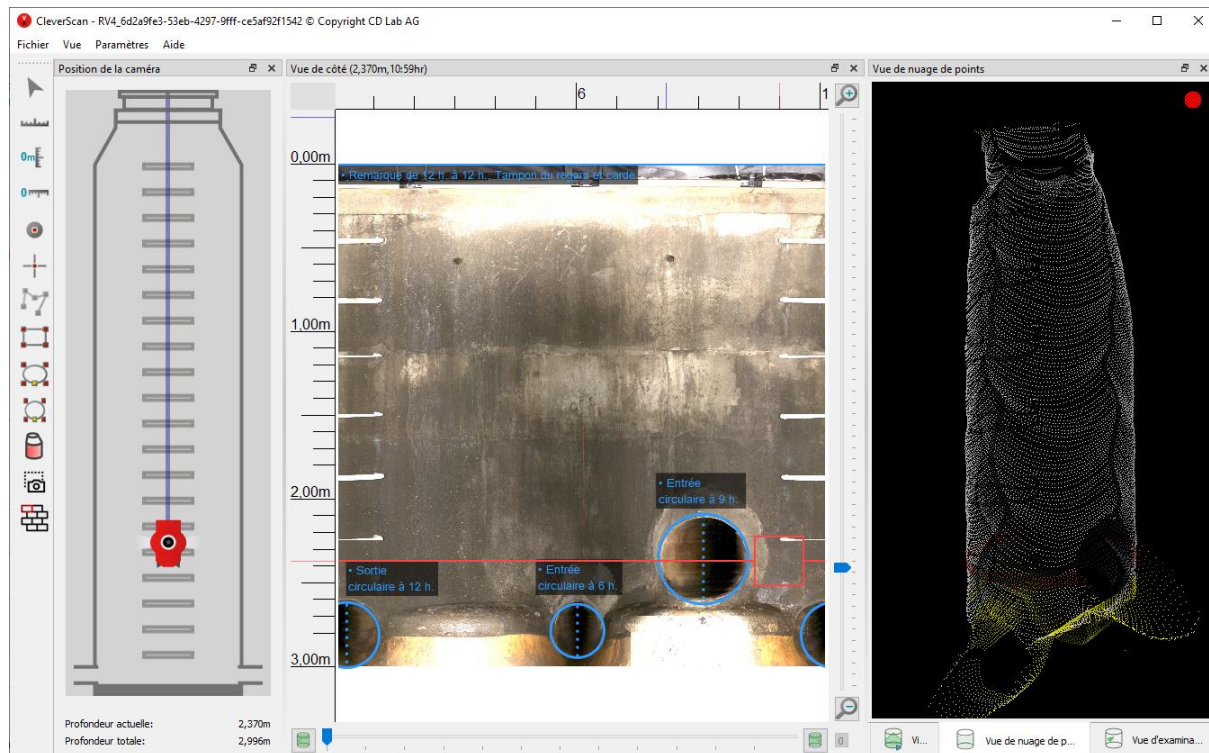 CleverScan - RV4_6d2a9fe3-53eb-4297-9fff-ce5af92f1542 © Copyright CD Lab AG
Fichier Vue Paramètres Aide
Position de la caméra
Vue de côté (2,370m,10:59hr)
Vue de nuage de points
0m
0
6
1
0,00m
• Remarque de 12 h. à 12 h. Tampon du regard et carde
1,00m
2,00m
• Entrée
circulaire à 9 h.
• Sortie
circulaire à 12 h.
• Entrée
circulaire à 6 h.
3,00m
Profondeur actuelle: 2,370m
Profondeur totale: 2,996m
0
Vi...
Vue de nuage de p...
Vue d'examina...